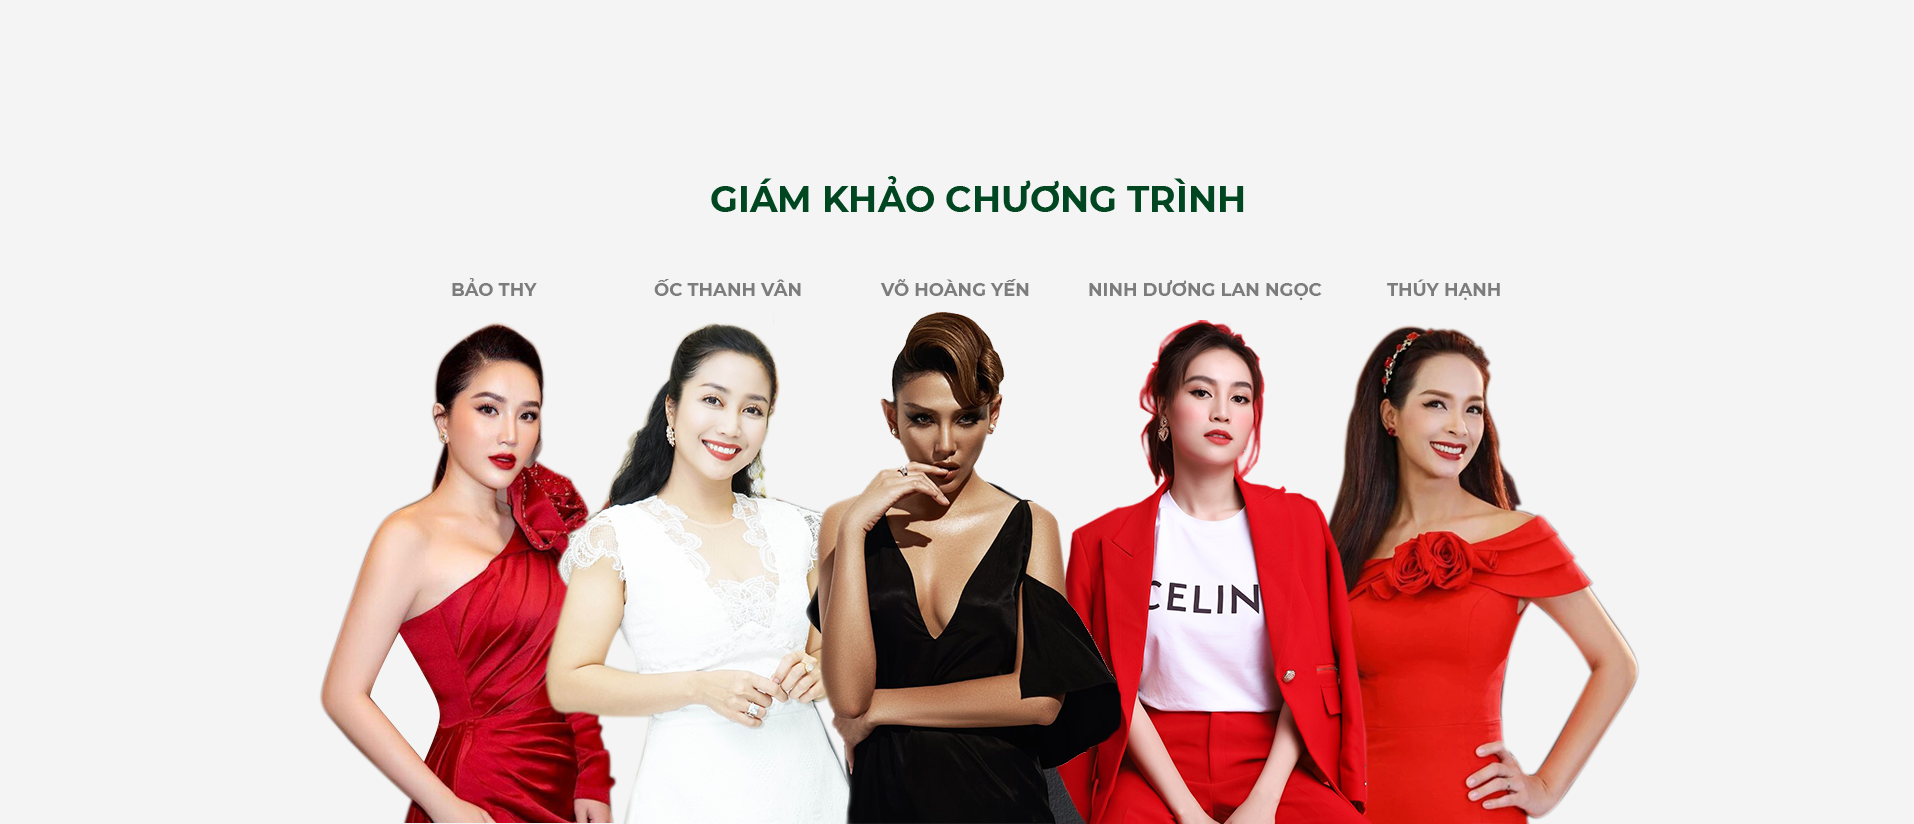 GIÁM KHẢO CHƯƠNG TRÌNH
BẢO THY
ỐC THANH VÂN
VÕ HOÀNG YẾN
NINH DƯƠNG LAN NGỌC
THÚY HẠNH
CELIN